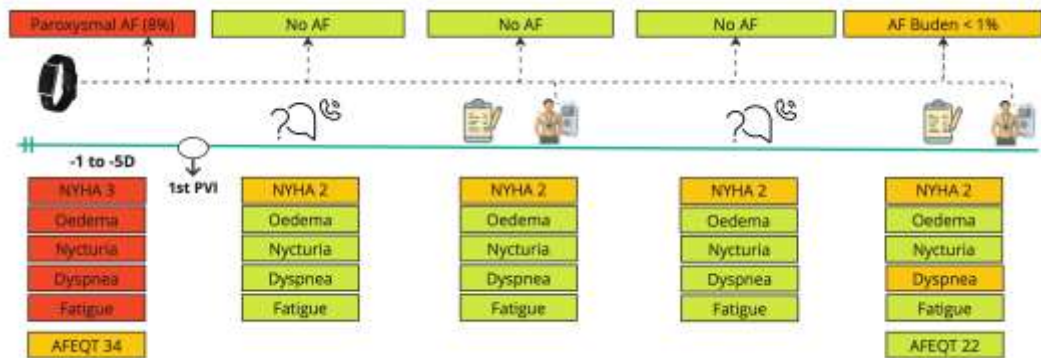 Paroxysmal AF (8%) No AF No AF No AF AF Buden < 1%
?
?
-1 to -5D
1st PVI
NYHA 3 NYHA 2 NYHA 2 NYHA 2 NYHA 2
Oedema Oedema Oedema Oedema Oedema
Nycturia Nycturia Nycturia Nycturia Nycturia
Dyspnea Dyspnea Dyspnea Dyspnea Dyspnea
Fatigue Fatigue Fatigue Fatigue Fatigue
AFEQT 34 AFEQT 22